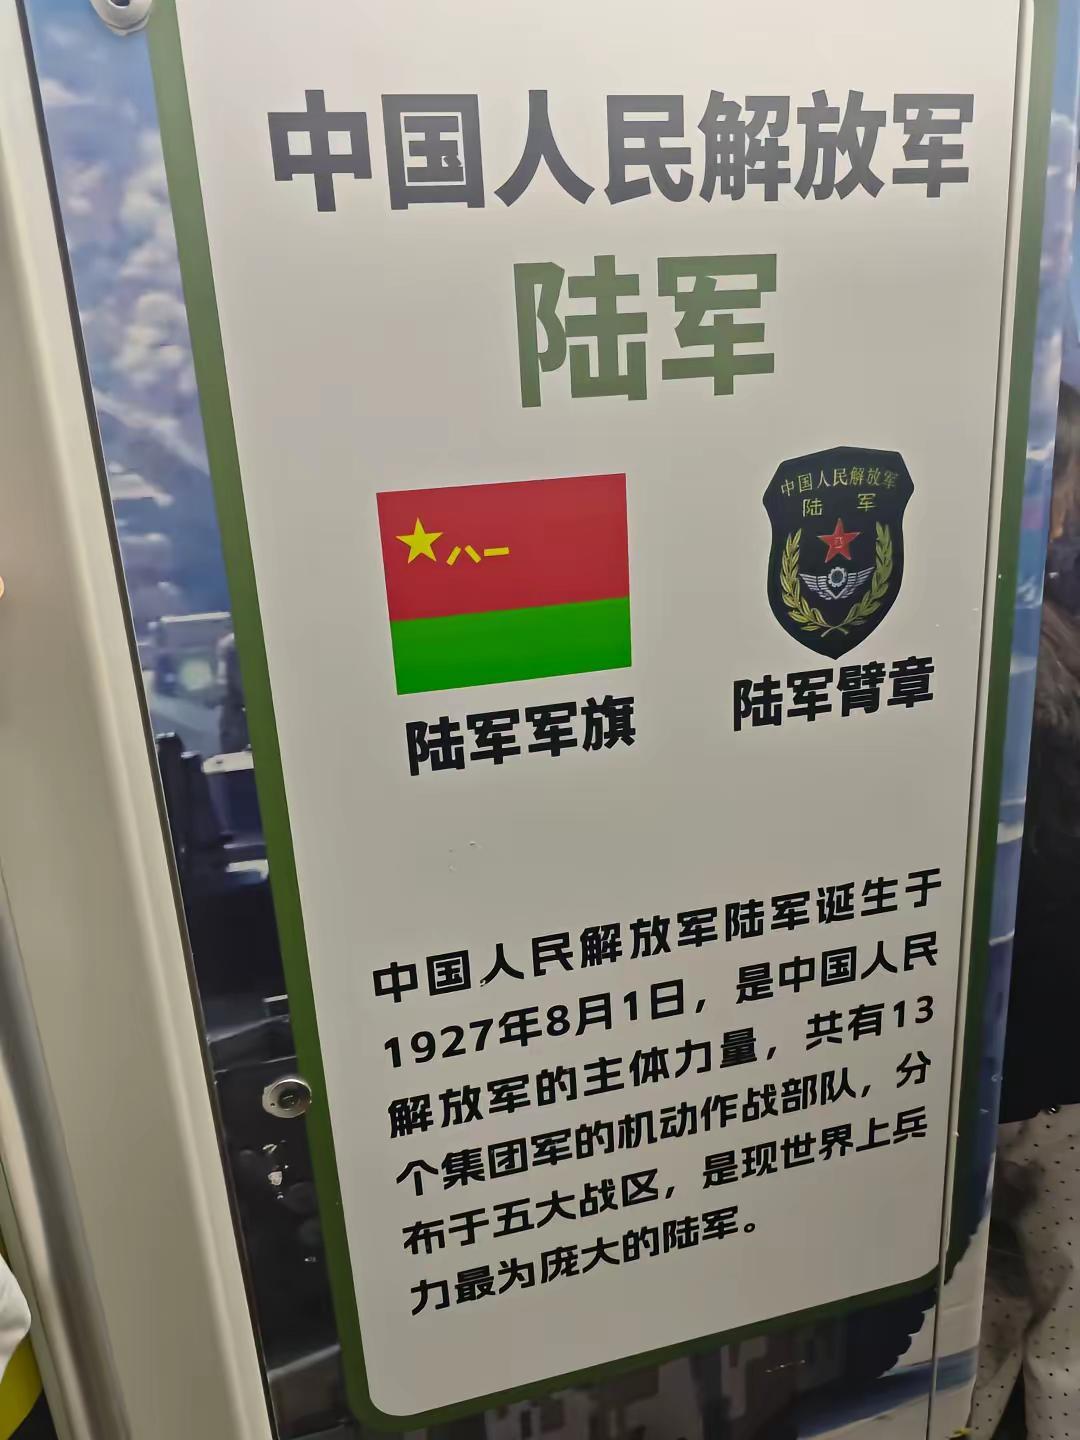 中国人民解放军
陆军
八一
中国人民解放军
陆 军
八一
陆军军旗
陆军臂章
中国人民解放军陆军诞生于
1927年8月1日，是中国人民
解放军的主体力量，共有13
个集团军的机动作战部队，分
布于五大战区，是现世界上兵
力最为庞大的陆军。